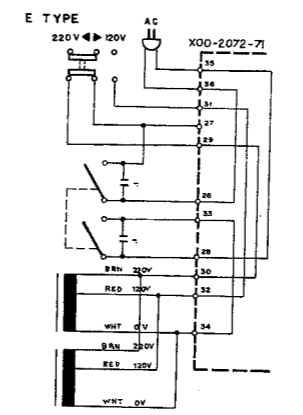 E TYPE
AC
220V ◄► 120V
X00-2072-71
35
36
31
27
29
26
33
28
BRN 220V
30
RED 120V
32
WHT 0V
34
BRN 220V
RED 120V
WHT 0V